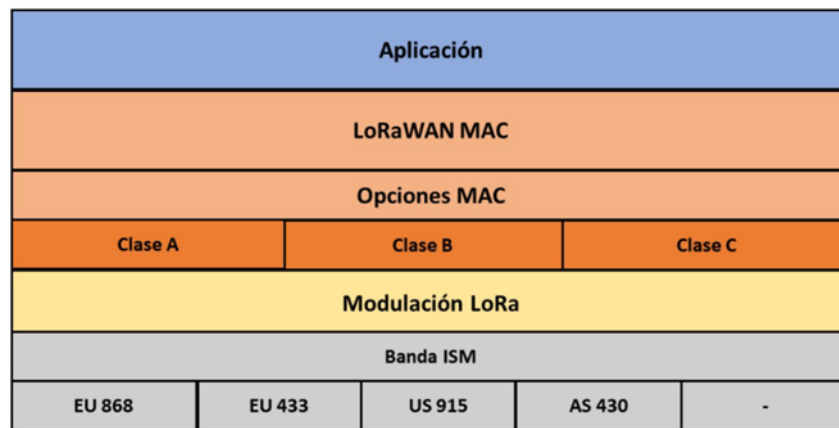 Aplicación
LoRaWAN MAC
Opciones MAC
Clase A
Clase B
Clase C
Modulación LoRa
Banda ISM
EU 868
EU 433
US 915
AS 430
-